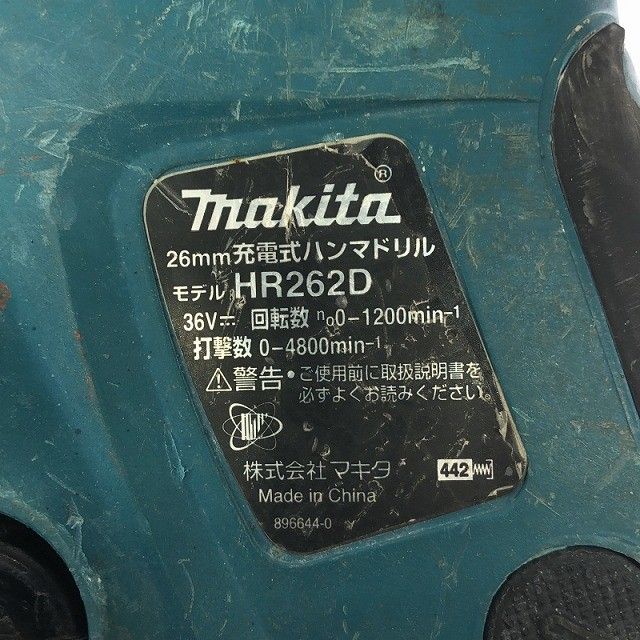 makita®
26mm充電式ハンマドリル
モデル HR262D
36V⎓ 回転数 n₀0-1200min⁻¹
打撃数 0-4800min⁻¹
⚠警告・ご使用前に取扱説明書を
必ずよくお読みください。
株式会社 マキタ 442
Made in China
896644-0